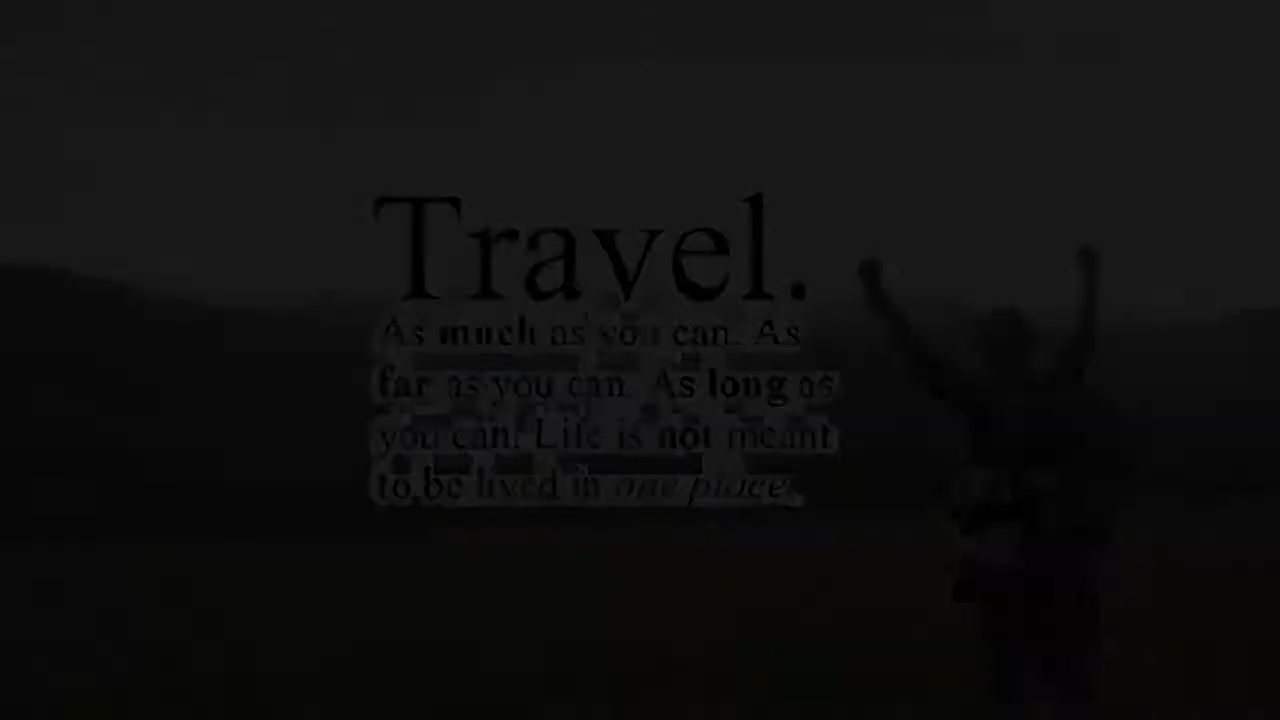 Travel.
As much as you can. As
far as you can. As long as
you can. Life is not meant
to be lived in one place.